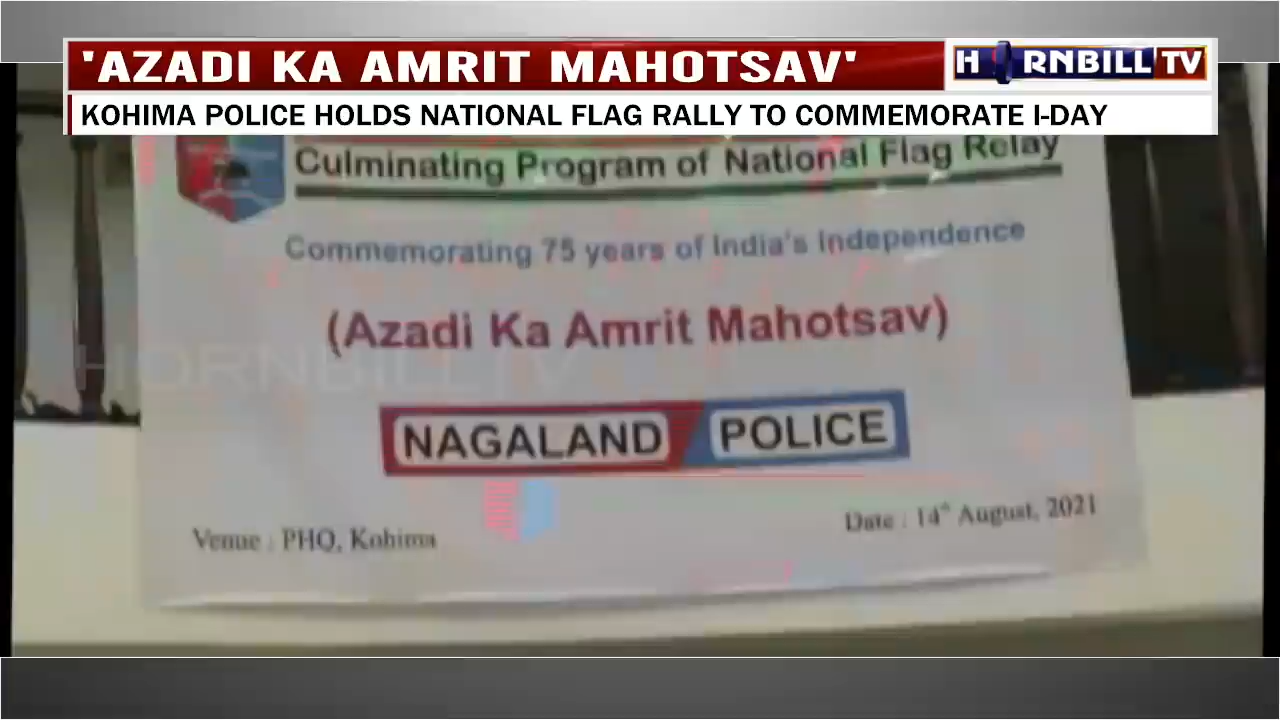 'AZADI KA AMRIT MAHOTSAV'
HORNBILL TV
KOHIMA POLICE HOLDS NATIONAL FLAG RALLY TO COMMEMORATE I-DAY
Culminating Program of National Flag Relay
Commemorating 75 years of India's Independence
(Azadi Ka Amrit Mahotsav)
HORNBILL TV
NAGALAND POLICE
Venue : PHQ, Kohima
Date : 14th August, 2021